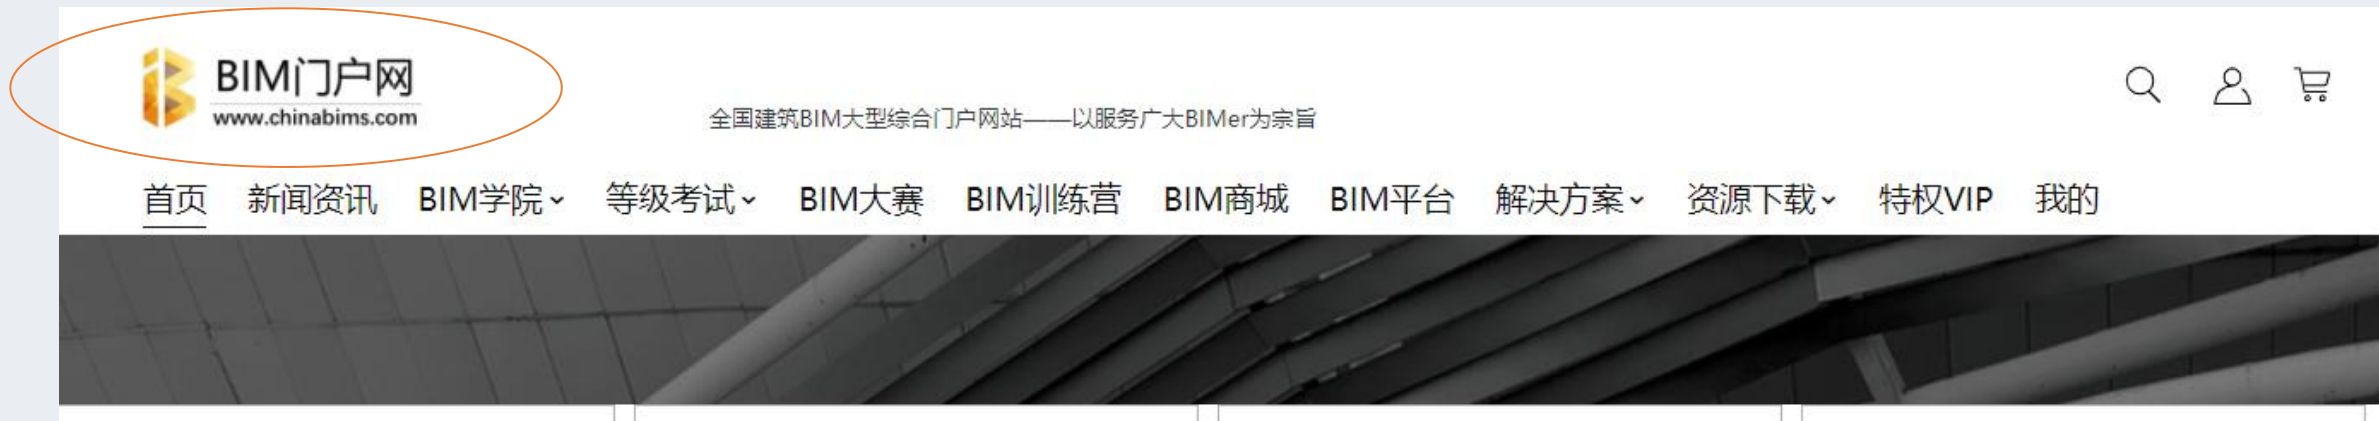 BIM门户网
www.chinabims.com
全国建筑BIM大型综合门户网站——以服务广大BIMer为宗旨
首页 新闻资讯 BIM学院 等级考试 BIM大赛 BIM训练营 BIM商城 BIM平台 解决方案 资源下载 特权VIP 我的